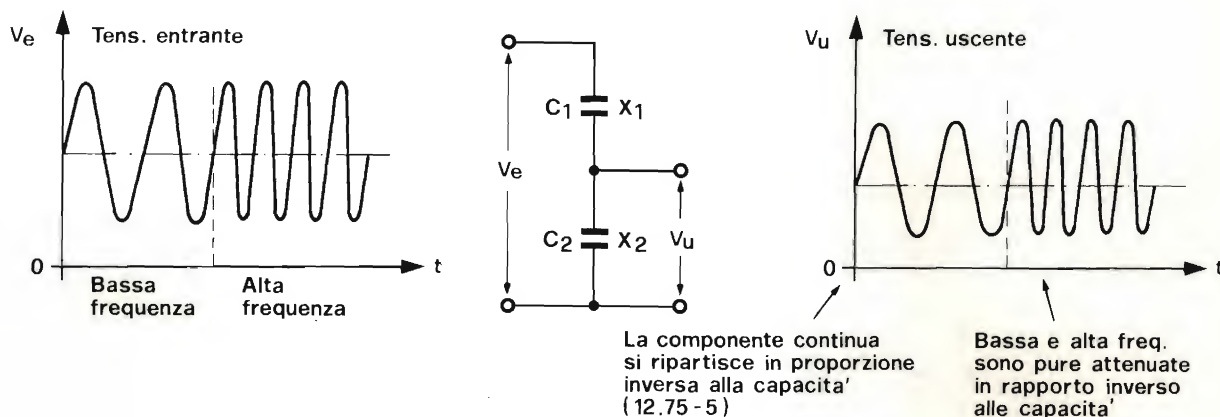 Ve
Tens. entrante
0
t
Bassa
frequenza
Alta
frequenza
C1
X1
Ve
C2
X2
Vu
Vu
Tens. uscente
0
t
La componente continua
si ripartisce in proporzione
inversa alla capacita'
(12.75-5)
Bassa e alta freq.
sono pure attenuate
in rapporto inverso
alle capacita'